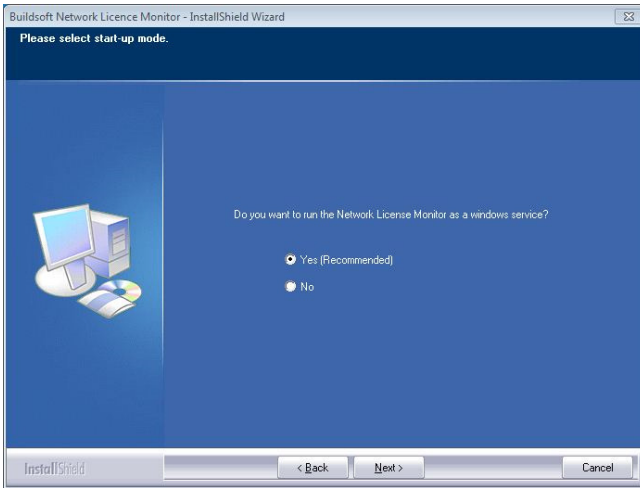 Buildsoft Network Licence Monitor - InstallShield Wizard
Please select start-up mode.
Do you want to run the Network License Monitor as a windows service?
Yes (Recommended)
No
InstallShield
< Back
Next >
Cancel